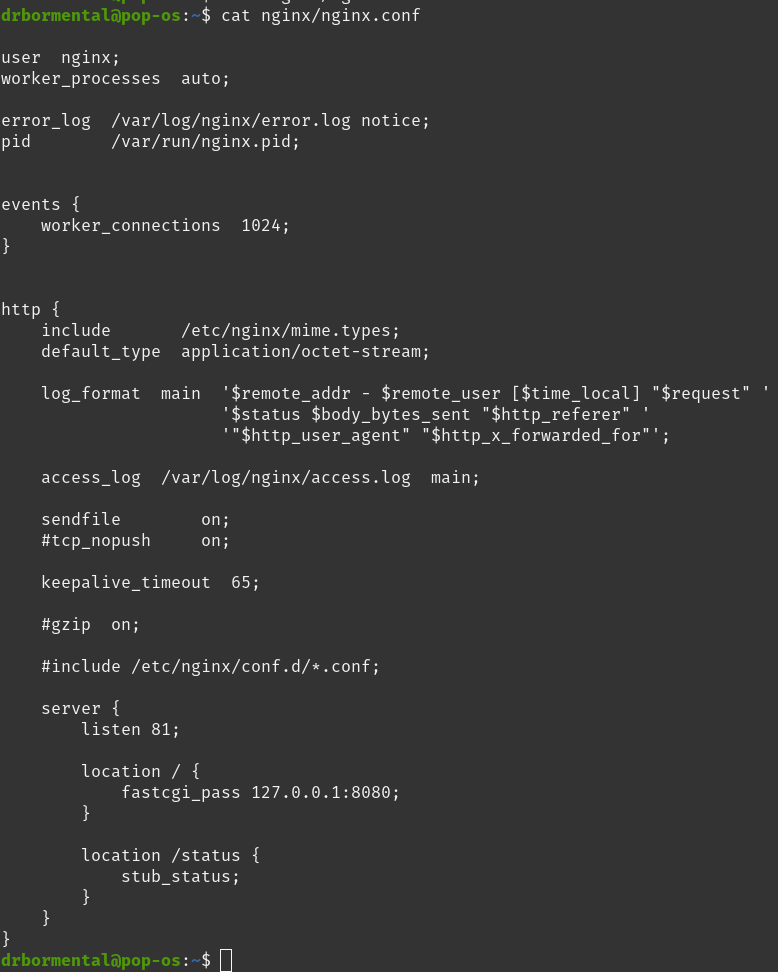 drbormental@pop-os:~$ cat nginx/nginx.conf
user  nginx;
worker_processes  auto;
error_log  /var/log/nginx/error.log notice;
pid        /var/run/nginx.pid;
events {
    worker_connections  1024;
}
http {
    include       /etc/nginx/mime.types;
    default_type  application/octet-stream;
    log_format  main  '$remote_addr - $remote_user [$time_local] "$request" '
                      '$status $body_bytes_sent "$http_referer" '
                      '"$http_user_agent" "$http_x_forwarded_for"';
    access_log  /var/log/nginx/access.log  main;
    sendfile        on;
    #tcp_nopush     on;
    keepalive_timeout  65;
    #gzip  on;
    #include /etc/nginx/conf.d/*.conf;
    server {
        listen 81;
        location / {
            fastcgi_pass 127.0.0.1:8080;
        }
        location /status {
            stub_status;
        }
    }
}
drbormental@pop-os:~$